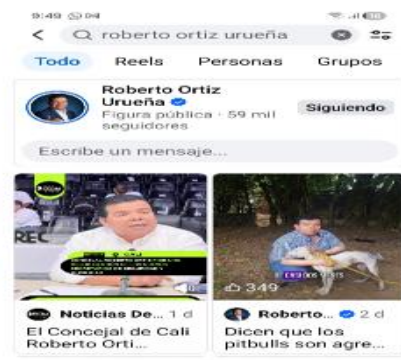 9:49
roberto ortiz urueña
Todo Reels Personas Grupos
Roberto Ortiz
Urueña
Figura pública · 59 mil
seguidores
Siguiendo
Escribe un mensaje...
REC
349
Noticias De... 1 d
El Concejal de Cali
Roberto Orti...
Roberto... 2 d
Dicen que los
pitbulls son agre...